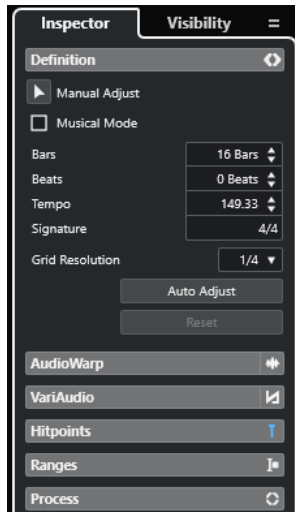 Inspector Visibility
Definition
Manual Adjust
Musical Mode
Bars 16 Bars
Beats 0 Beats
Tempo 149.33
Signature 4/4
Grid Resolution 1/4
Auto Adjust
Reset
AudioWarp
VariAudio
Hitpoints
Ranges
Process